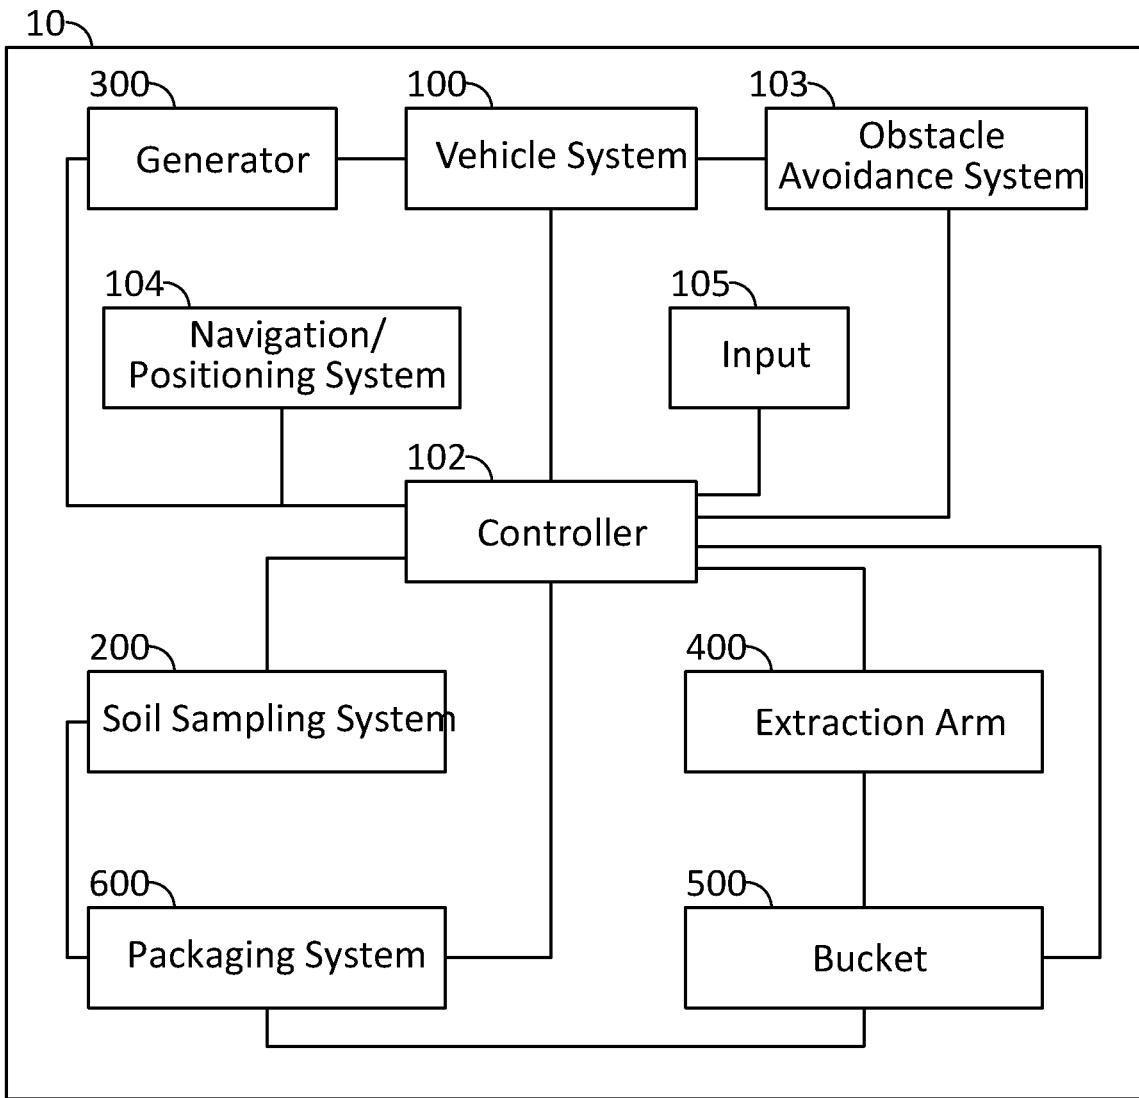 10
300
100
103
Generator
Vehicle System
Obstacle
Avoidance System
104
105
Navigation/
Positioning System
Input
102
Controller
200
400
Soil Sampling System
Extraction Arm
600
500
Packaging System
Bucket